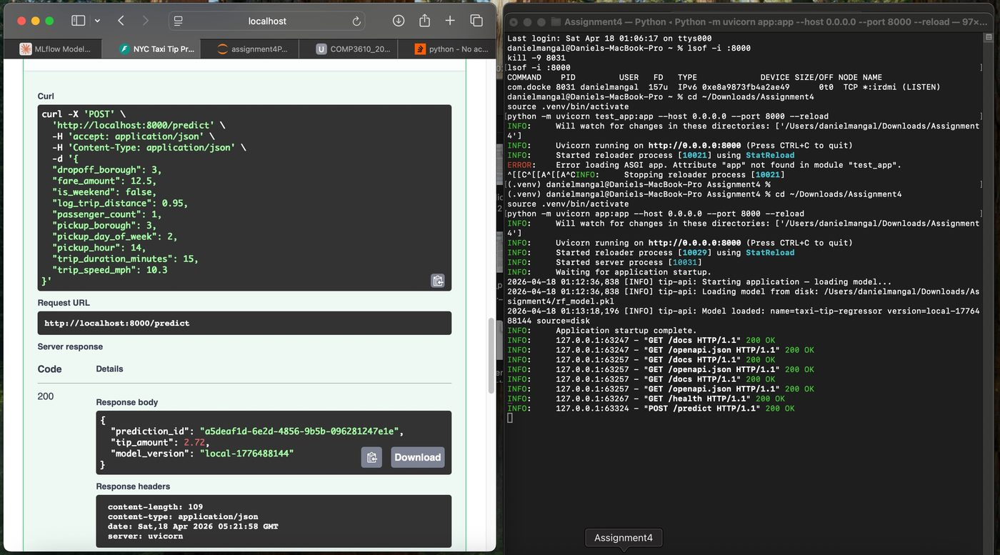 localhost
MLflow Model...
NYC Taxi Tip Pr...
assignment4P...
COMP3610_20...
python - No ac...
Curl
curl -X 'POST' \
'http://localhost:8000/predict' \
-H 'accept: application/json' \
-H 'Content-Type: application/json' \
-d '{
"dropoff_borough": 3,
"fare_amount": 12.5,
"is_weekend": false,
"log_trip_distance": 0.95,
"passenger_count": 1,
"pickup_borough": 3,
"pickup_day_of_week": 2,
"pickup_hour": 14,
"trip_duration_minutes": 15,
"trip_speed_mph": 10.3
}'
Request URL
http://localhost:8000/predict
Server response
Code Details
200
Response body
{
"prediction_id": "a5deaf1d-6e2d-4856-9b5b-096281247e1e",
"tip_amount": 2.72,
"model_version": "local-1776488144"
}
Download
Response headers
content-length: 109
content-type: application/json
date: Sat,18 Apr 2026 05:21:58 GMT
server: uvicorn
Assignment4 — Python ‹ Python -m uvicorn app:app --host 0.0.0.0 --port 8000 --reload — 97×...
Last login: Sat Apr 18 01:06:17 on ttys000
danielmangal@Daniels-MacBook-Pro ~ % lsof -i :8000
kill -9 8031
[lsof -i :8000 ]
COMMAND PID USER FD TYPE DEVICE SIZE/OFF NODE NAME
com.docke 8031 danielmangal 157u IPv6 0xe8a9873fb4a2ae49 0t0 TCP *:irdmi (LISTEN)
danielmangal@Daniels-MacBook-Pro ~ % cd ~/Downloads/Assignment4
source .venv/bin/activate
[python -m uvicorn test_app:app --host 0.0.0.0 --port 8000 --reload ]
INFO: Will watch for changes in these directories: ['/Users/danielmangal/Downloads/Assignment
4']
INFO: Uvicorn running on http://0.0.0.0:8000 (Press CTRL+C to quit)
INFO: Started reloader process [10021] using StatReload
ERROR: Error loading ASGI app. Attribute "app" not found in module "test_app".
^[[C^[[A^[[A^CINFO: Stopping reloader process [10021]
[(.venv) danielmangal@Daniels-MacBook-Pro Assignment4 % ]
(.venv) danielmangal@Daniels-MacBook-Pro Assignment4 % cd ~/Downloads/Assignment4
source .venv/bin/activate
[python -m uvicorn app:app --host 0.0.0.0 --port 8000 --reload ]
INFO: Will watch for changes in these directories: ['/Users/danielmangal/Downloads/Assignment
4']
INFO: Uvicorn running on http://0.0.0.0:8000 (Press CTRL+C to quit)
INFO: Started reloader process [10029] using StatReload
INFO: Started server process [10031]
INFO: Waiting for application startup.
2026-04-18 01:12:36,838 [INFO] tip-api: Starting application — loading model...
2026-04-18 01:12:36,838 [INFO] tip-api: Loading model from disk: /Users/danielmangal/Downloads/As
signment4/rf_model.pkl
2026-04-18 01:13:18,196 [INFO] tip-api: Model loaded: name=taxi-tip-regressor version=local-17764
88144 source=disk
INFO: Application startup complete.
INFO: 127.0.0.1:63247 - "GET /docs HTTP/1.1" 200 OK
INFO: 127.0.0.1:63247 - "GET /openapi.json HTTP/1.1" 200 OK
INFO: 127.0.0.1:63257 - "GET /docs HTTP/1.1" 200 OK
INFO: 127.0.0.1:63257 - "GET /openapi.json HTTP/1.1" 200 OK
INFO: 127.0.0.1:63257 - "GET /docs HTTP/1.1" 200 OK
INFO: 127.0.0.1:63257 - "GET /openapi.json HTTP/1.1" 200 OK
INFO: 127.0.0.1:63267 - "GET /health HTTP/1.1" 200 OK
INFO: 127.0.0.1:63324 - "POST /predict HTTP/1.1" 200 OK
Assignment4